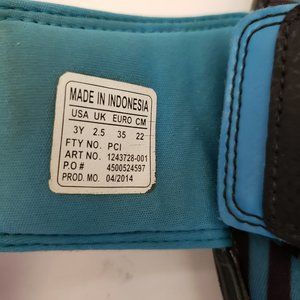 MADE IN INDONESIA
USA UK EURO CM
3Y 2.5 35 22
FTY NO. PCI
ART NO. 1243728-001
P.O # 4500524597
PROD. MO. 04/2014